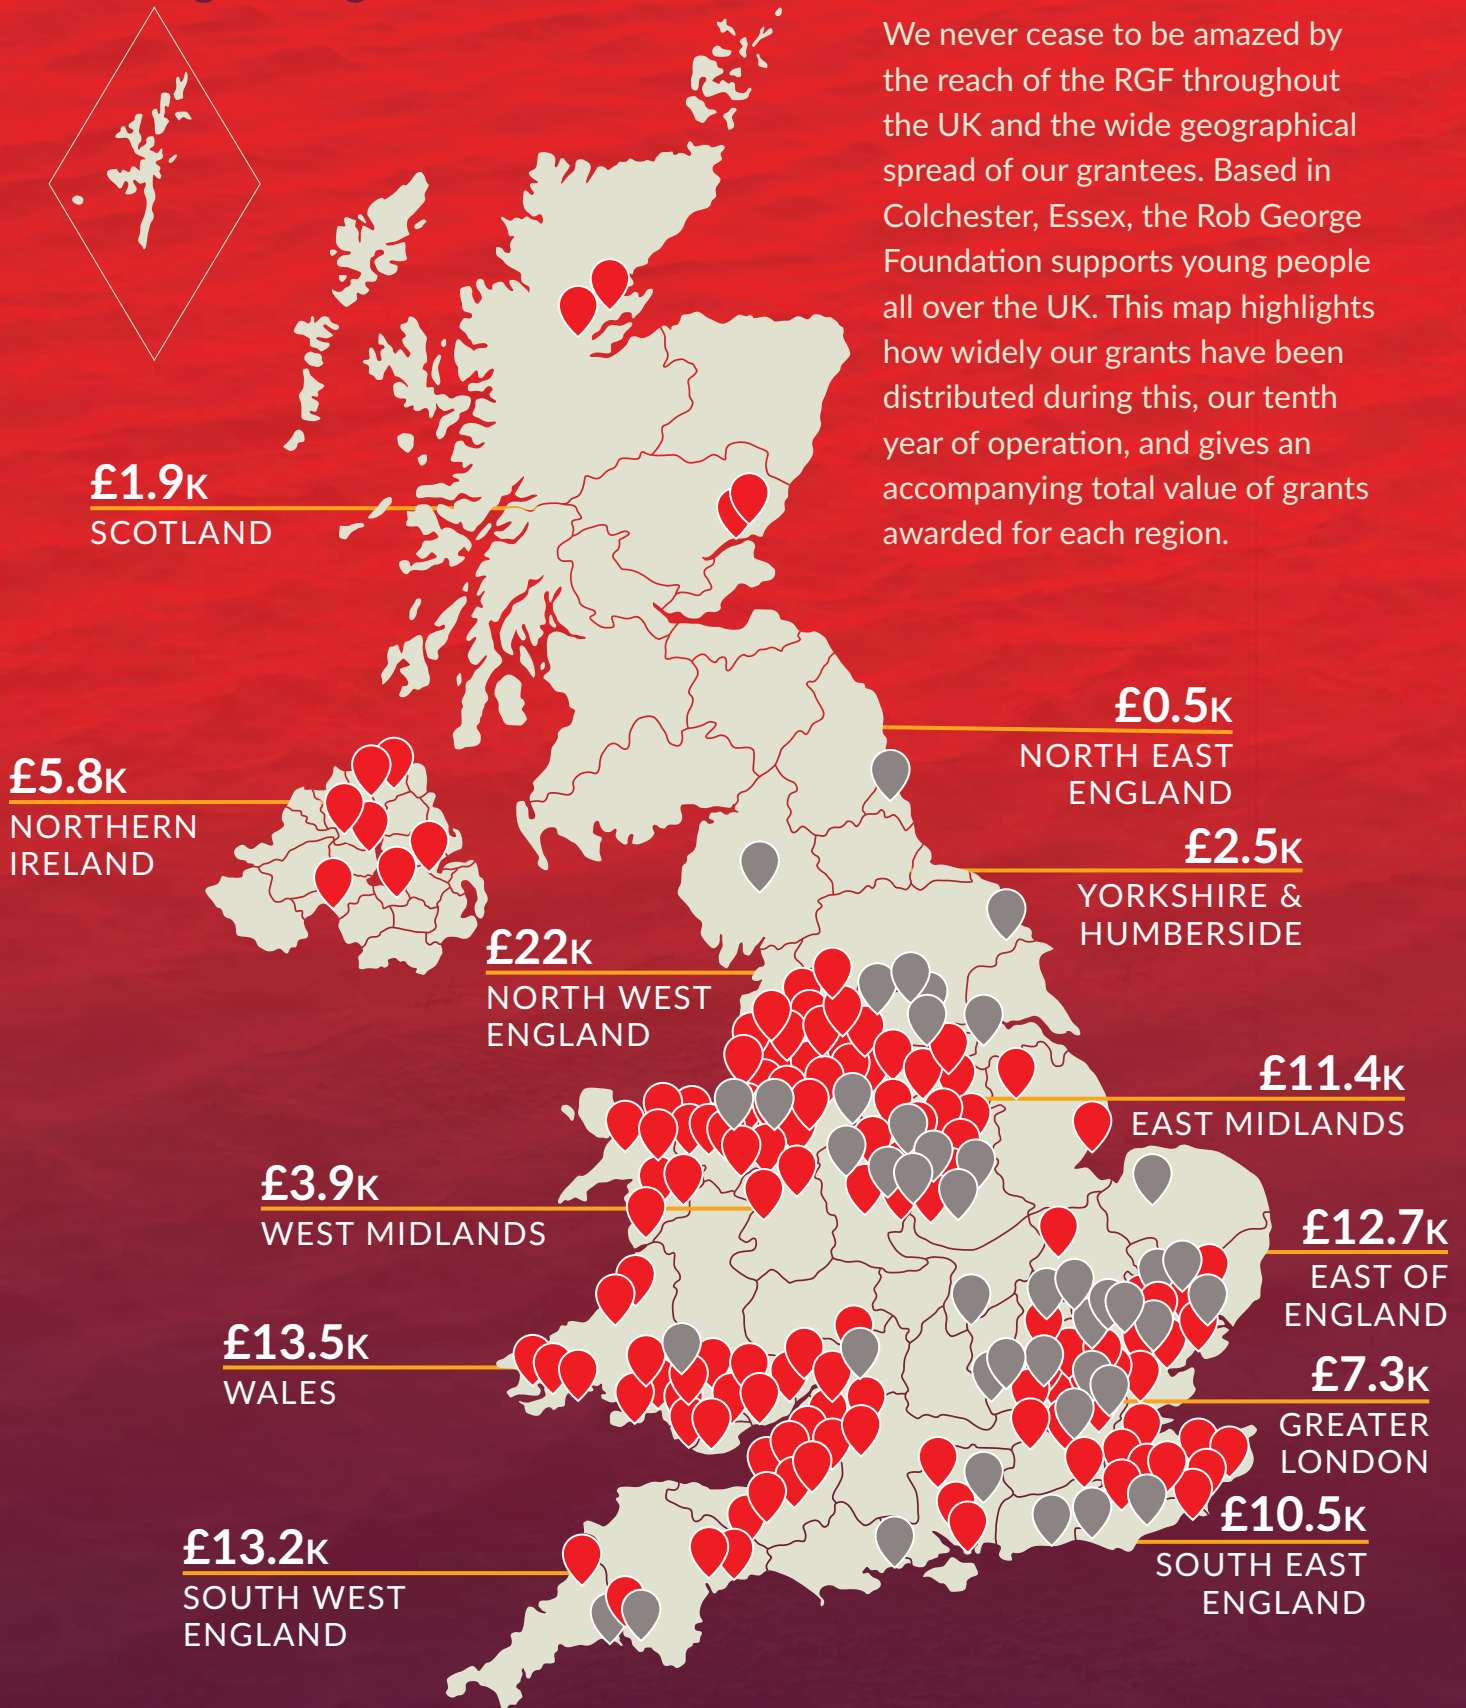 We never cease to be amazed by
the reach of the RGF throughout
the UK and the wide geographical
spread of our grantees. Based in
Colchester, Essex, the Rob George
Foundation supports young people
all over the UK. This map highlights
how widely our grants have been
distributed during this, our tenth
year of operation, and gives an
accompanying total value of grants
awarded for each region.
£1.9K
SCOTLAND
£0.5K
NORTH EAST
ENGLAND
£5.8K
NORTHERN
IRELAND
£2.5K
YORKSHIRE &
HUMBERSIDE
£22K
NORTH WEST
ENGLAND
£11.4K
EAST MIDLANDS
£3.9K
WEST MIDLANDS
£12.7K
EAST OF
ENGLAND
£13.5K
WALES
£7.3K
GREATER
LONDON
£10.5K
SOUTH EAST
ENGLAND
£13.2K
SOUTH WEST
ENGLAND